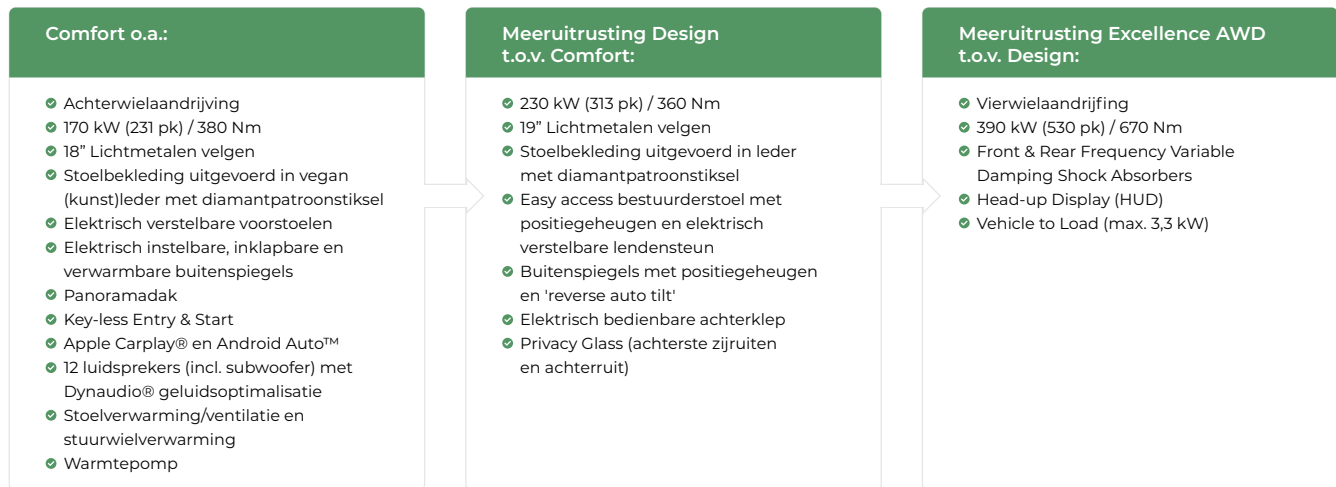 Comfort o.a.:
Achterwielaandrijving
170 kW (231 pk) / 380 Nm
18” Lichtmetalen velgen
Stoelbekleding uitgevoerd in vegan
(kunst)leder met diamantpatroonstiksel
Elektrisch verstelbare voorstoelen
Elektrisch instelbare, inklapbare en
verwarmbare buitenspiegels
Panoramadak
Key-less Entry & Start
Apple Carplay® en Android Auto™
12 luidsprekers (incl. subwoofer) met
Dynaudio® geluidsoptimalisatie
Stoelverwarming/ventilatie en
stuurwielverwarming
Warmtepomp
Meeruitrusting Design
t.o.v. Comfort:
230 kW (313 pk) / 360 Nm
19” Lichtmetalen velgen
Stoelbekleding uitgevoerd in leder
met diamantpatroonstiksel
Easy access bestuurderstoel met
positiegeheugen en elektrisch
verstelbare lendensteun
Buitenspiegels met positiegeheugen
en 'reverse auto tilt'
Elektrisch bedienbare achterklep
Privacy Glass (achterste zijruiten
en achterruit)
Meeruitrusting Excellence AWD
t.o.v. Design:
Vierwielaandrijfing
390 kW (530 pk) / 670 Nm
Front & Rear Frequency Variable
Damping Shock Absorbers
Head-up Display (HUD)
Vehicle to Load (max. 3,3 kW)